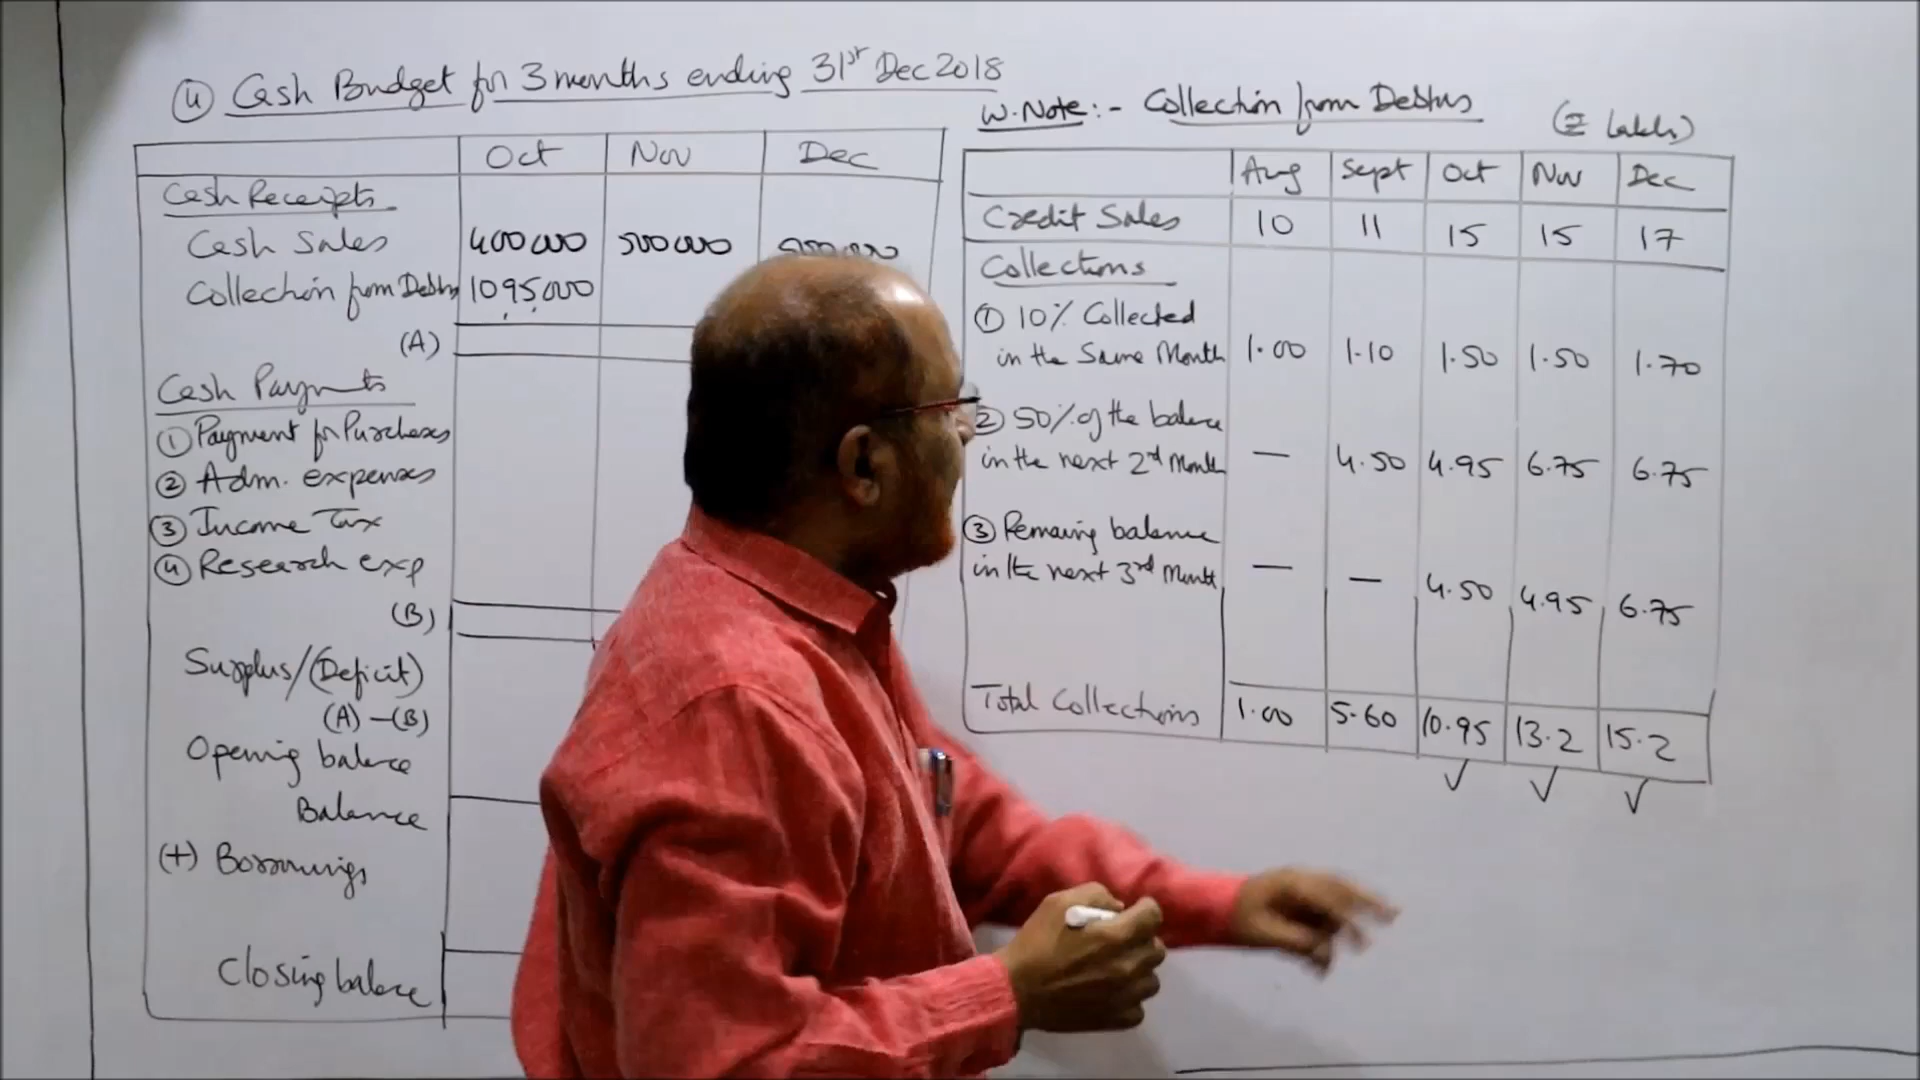 ④ Cash Budget for 3 months ending 31st Dec 2018
Oct Nov Dec
Cash Receipts
Cash Sales 400000 500000
Collection from Debtors 1095000
(A)
Cash Payments
① Payment for Purchases
② Adm. expenses
③ Income Tax
④ Research exp
(B)
Surplus/(Deficit)
(A) - (B)
Opening balance
Balance
(+) Borrowings
Closing balance
W. Note:- Collection from Debtors (₹ Lakhs)
Aug Sept Oct Nov Dec
Credit Sales 10 11 15 15 17
Collections
① 10% Collected
in the Same Month 1.00 1.10 1.50 1.50 1.70
② 50% of the balance
in the next 2nd Month — 4.50 4.95 6.75 6.75
③ Remaing balance
in the next 3rd Month — — 4.50 4.95 6.75
Total Collections 1.00 5.60 10.95 13.2 15.2
✓ ✓ ✓